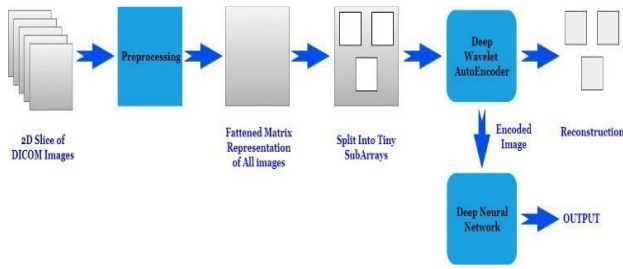 Preprocessing
Deep
Wavelet
AutoEncoder
2D Slice of
DICOM Images
Fattened Matrix
Representation
of All images
Split Into Tiny
SubArrays
Encoded
Image
Reconstruction
Deep Neural
Network
OUTPUT